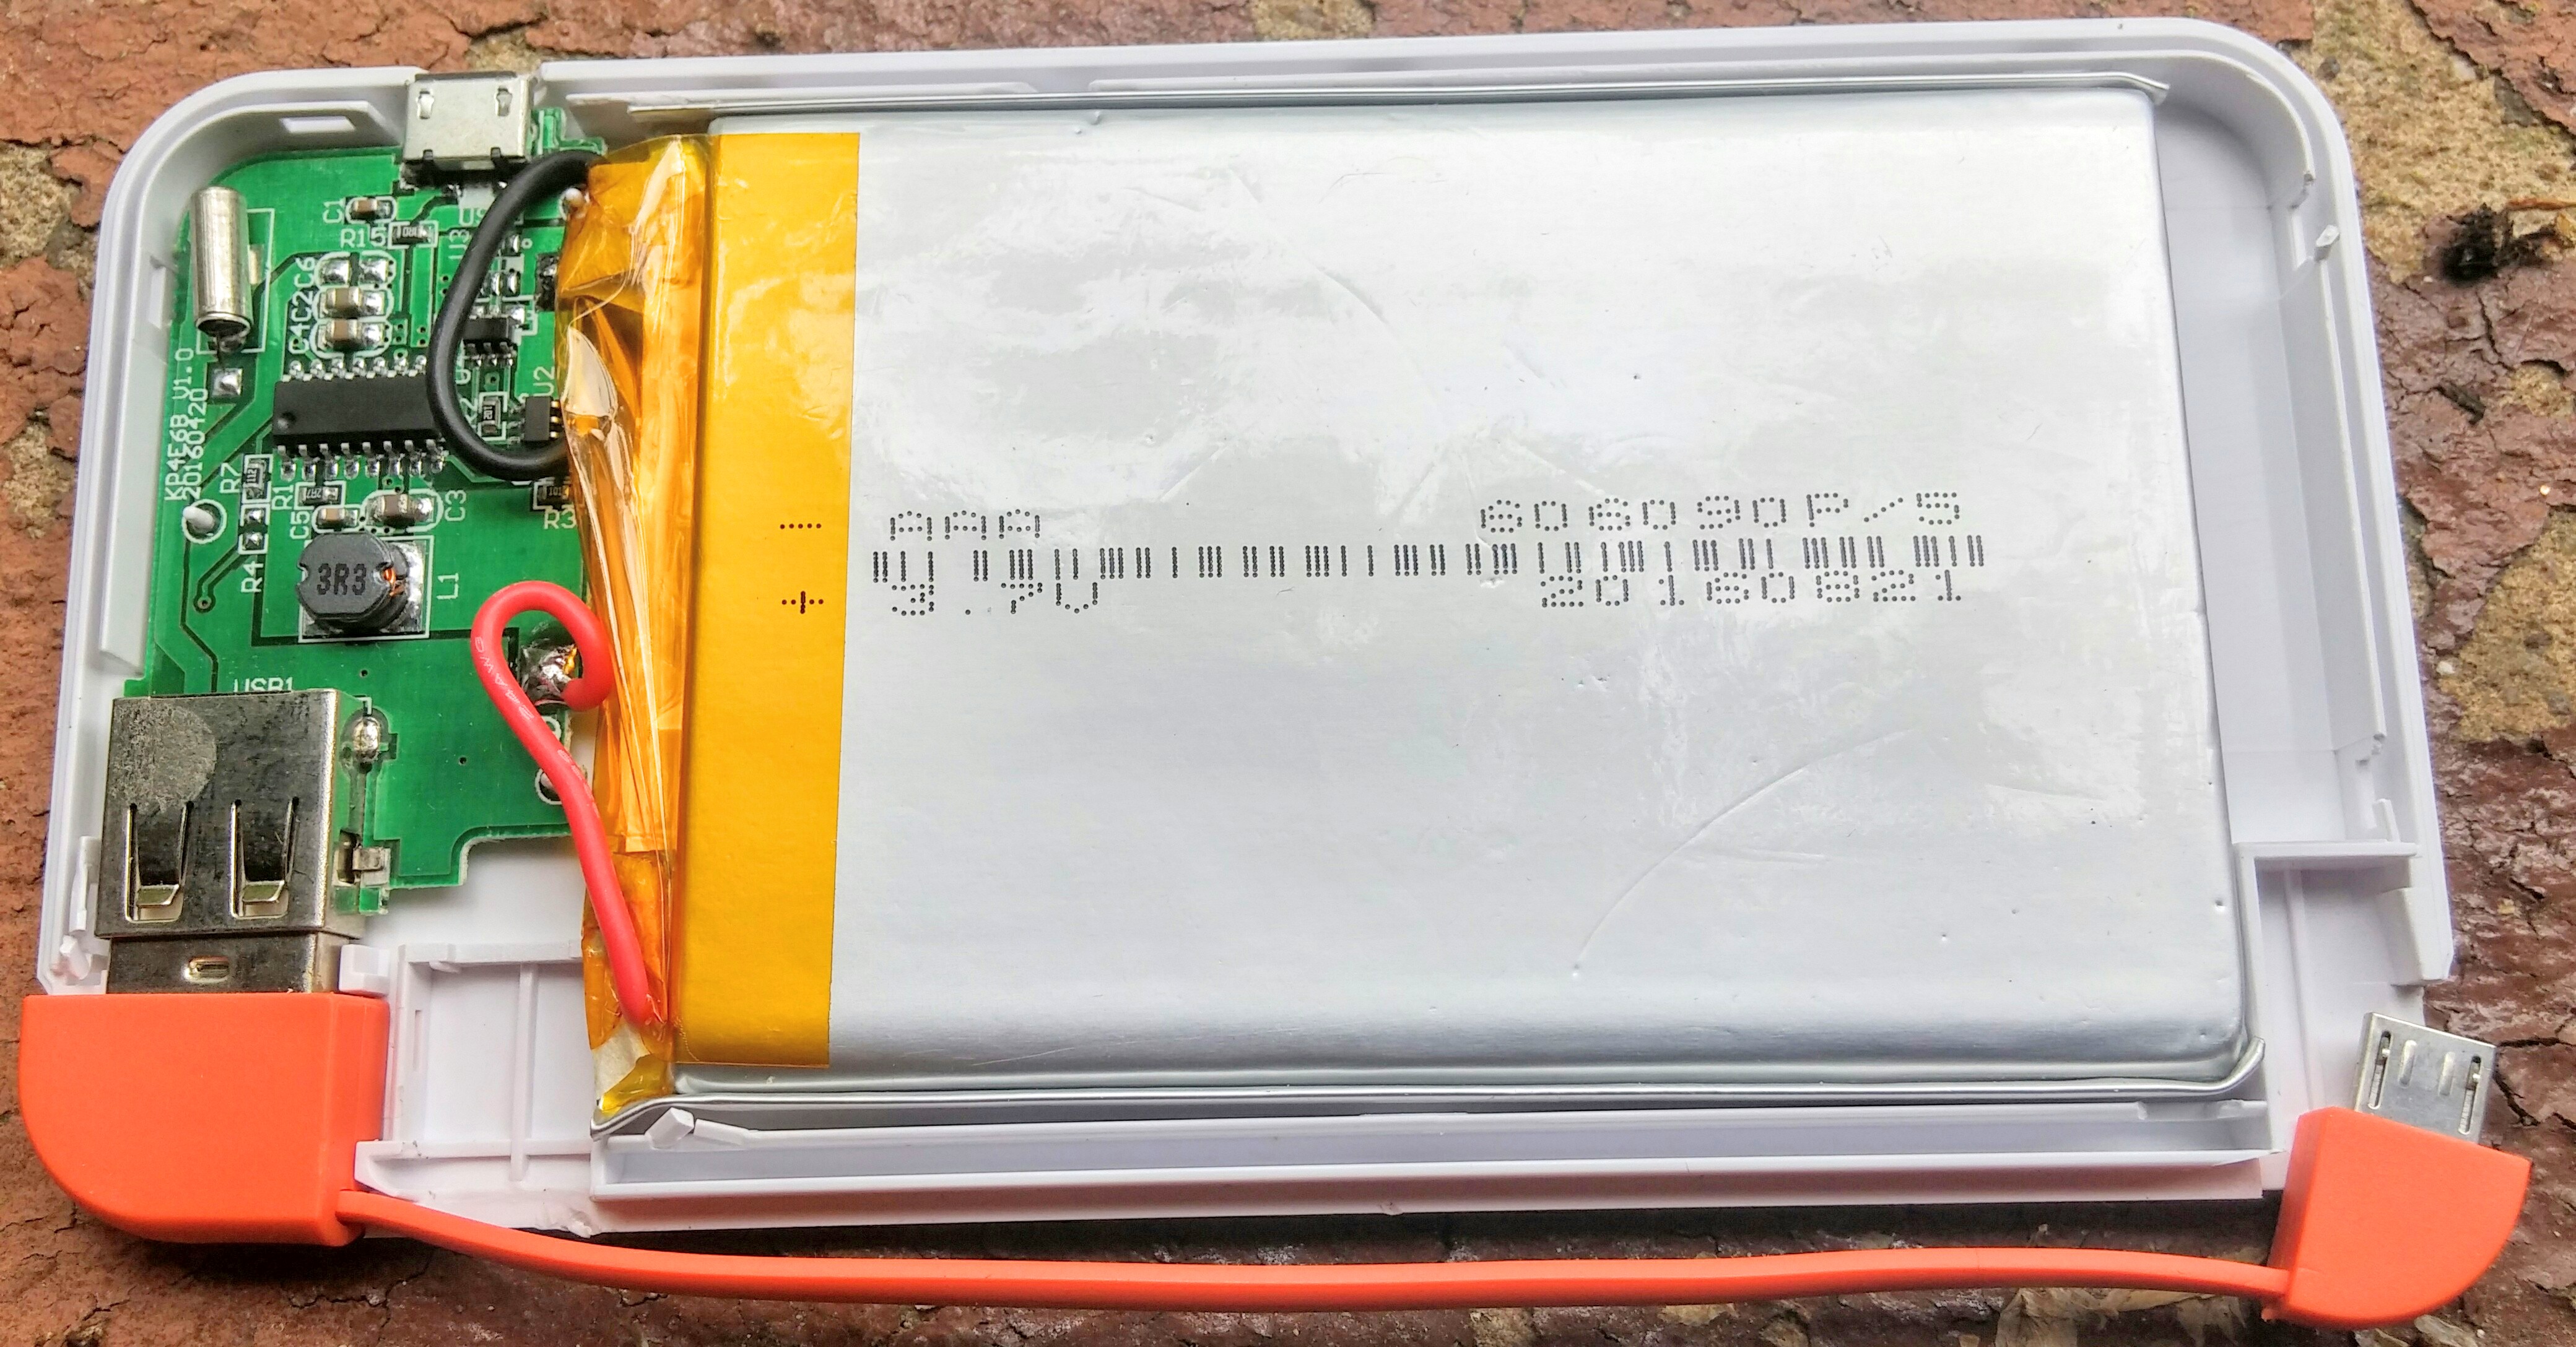 C1
R15
U3
C4C2C6
U2
KP4E6B V1.0
20160420
R7
R1
C5
C3
R3
R4
3R3
L1
USB1
AAA
606090P/5
3.7V
20160821
-
+